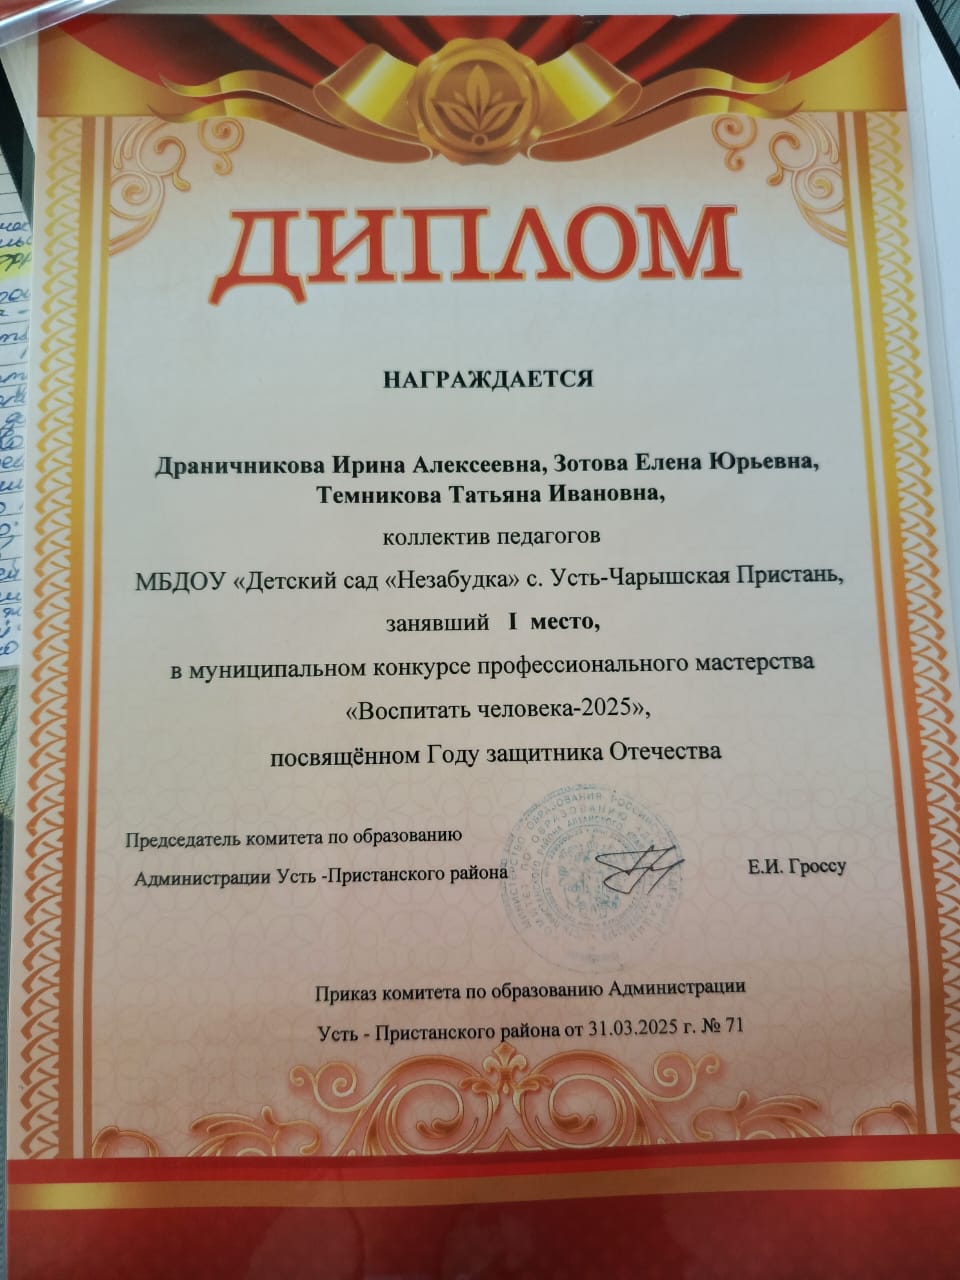 ДИПЛОМ
НАГРАЖДАЕТСЯ
Драничникова Ирина Алексеевна, Зотова Елена Юрьевна,
Темникова Татьяна Ивановна,
коллектив педагогов
МБДОУ «Детский сад «Незабудка» с. Усть-Чарышская Пристань,
занявший I место,
в муниципальном конкурсе профессионального мастерства
«Воспитать человека-2025»,
посвящённом Году защитника Отечества
Председатель комитета по образованию
Администрации Усть -Пристанского района
Е.И. Гроссу
Приказ комитета по образованию Администрации
Усть - Пристанского района от 31.03.2025 г. № 71